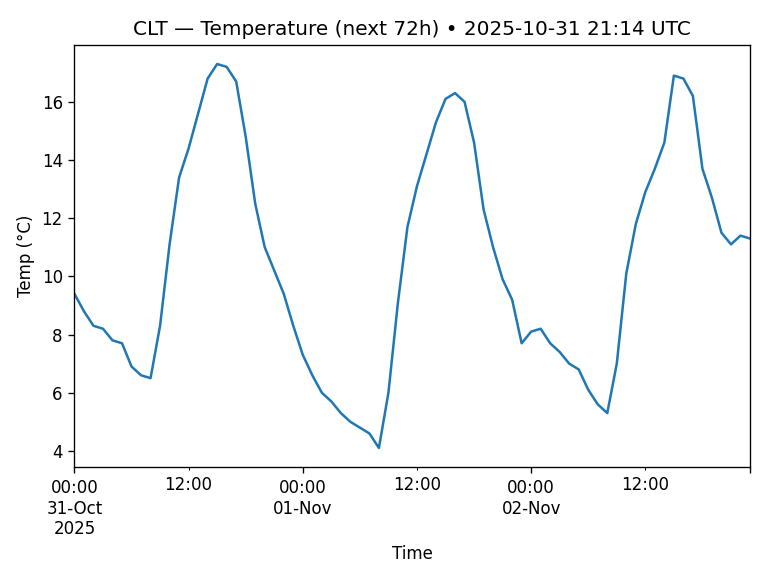 CLT — Temperature (next 72h) • 2025-10-31 21:14 UTC
Temp (°C)
16
14
12
10
8
6
4
00:00 12:00 00:00 12:00 00:00 12:00
31-Oct 01-Nov 02-Nov
2025
Time